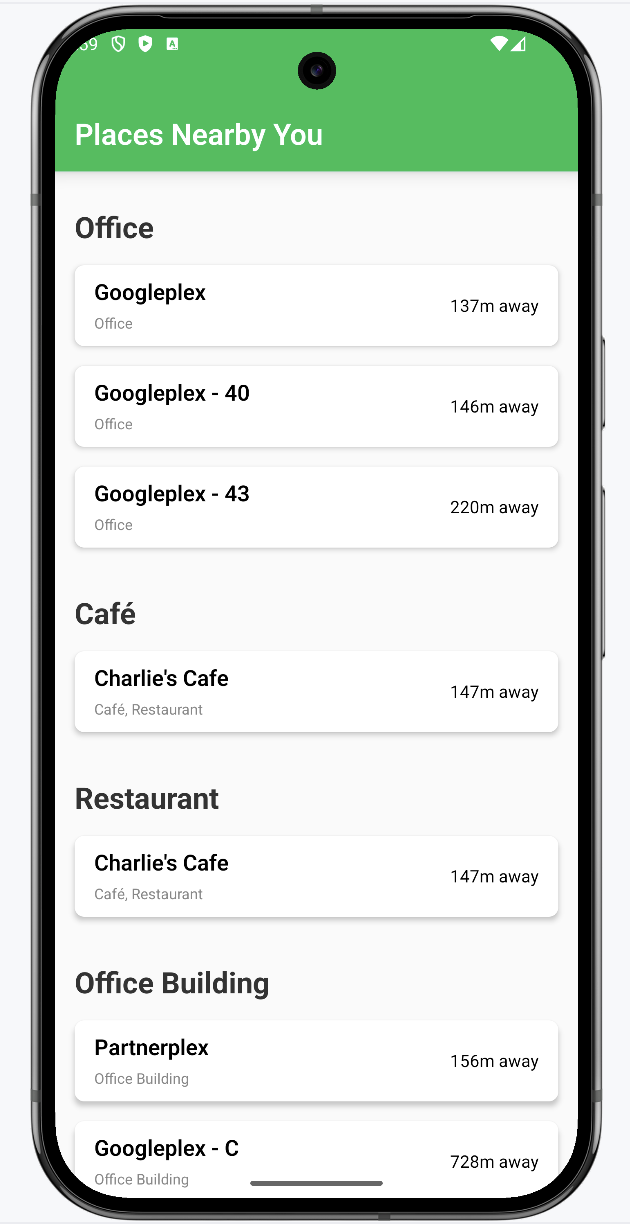 Places Nearby You
Office
Googleplex
Office
137m away
Googleplex - 40
Office
146m away
Googleplex - 43
Office
220m away
Café
Charlie's Cafe
Café, Restaurant
147m away
Restaurant
Charlie's Cafe
Café, Restaurant
147m away
Office Building
Partnerplex
Office Building
156m away
Googleplex - C
Office Building
728m away